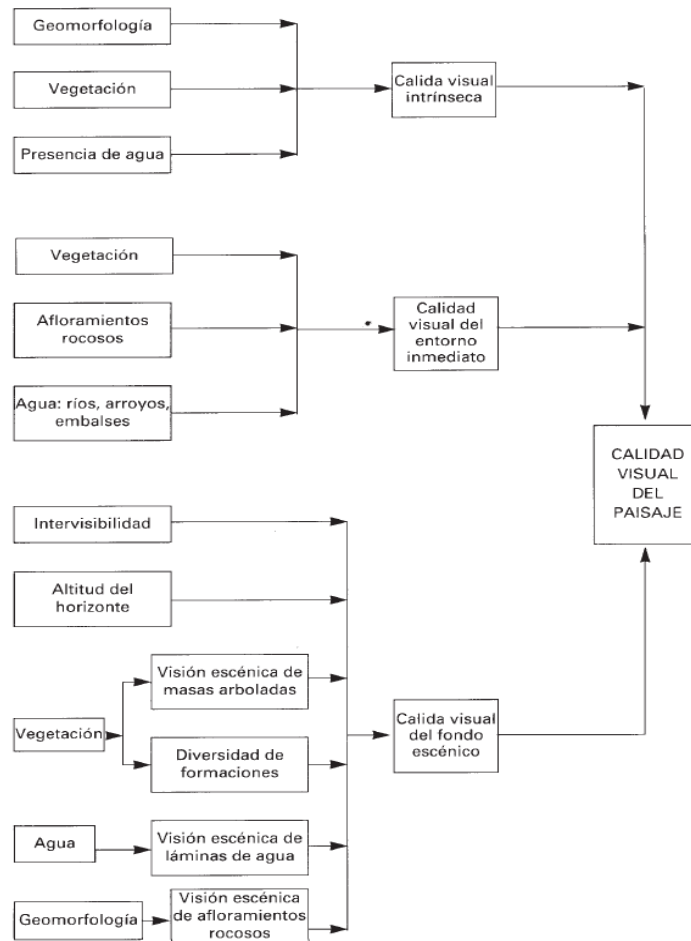 Geomorfología
Vegetación
Presencia de agua
Calida visual
intrínseca
Vegetación
Afloramientos
rocosos
Agua: ríos, arroyos,
embalses
Calidad
visual del
entorno
inmediato
CALIDAD
VISUAL
DEL
PAISAJE
Intervisibilidad
Altitud del
horizonte
Vegetación
Visión escénica de
masas arboladas
Diversidad de
formaciones
Agua
Visión escénica de
láminas de agua
Geomorfología
Visión escénica
de afloramientos
rocosos
Calida visual
del fondo
escénico